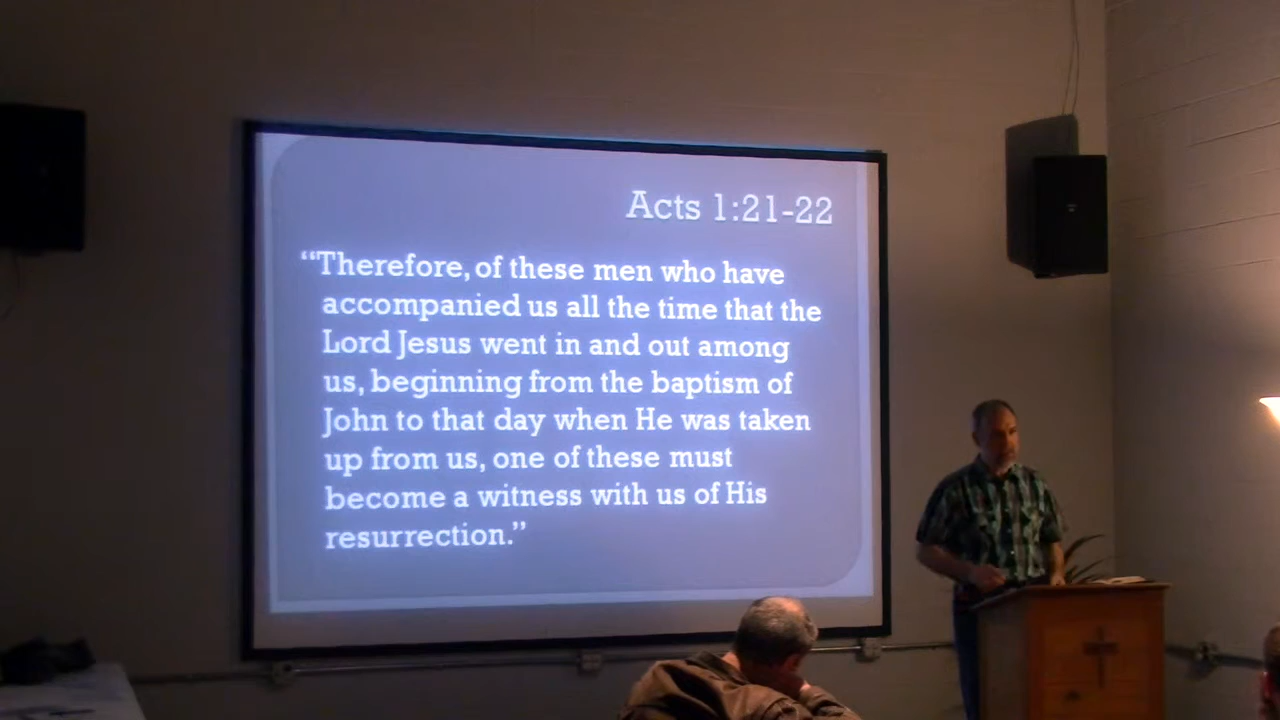 Acts 1:21-22
“Therefore, of these men who have
accompanied us all the time that the
Lord Jesus went in and out among
us, beginning from the baptism of
John to that day when He was taken
up from us, one of these must
become a witness with us of His
resurrection.”